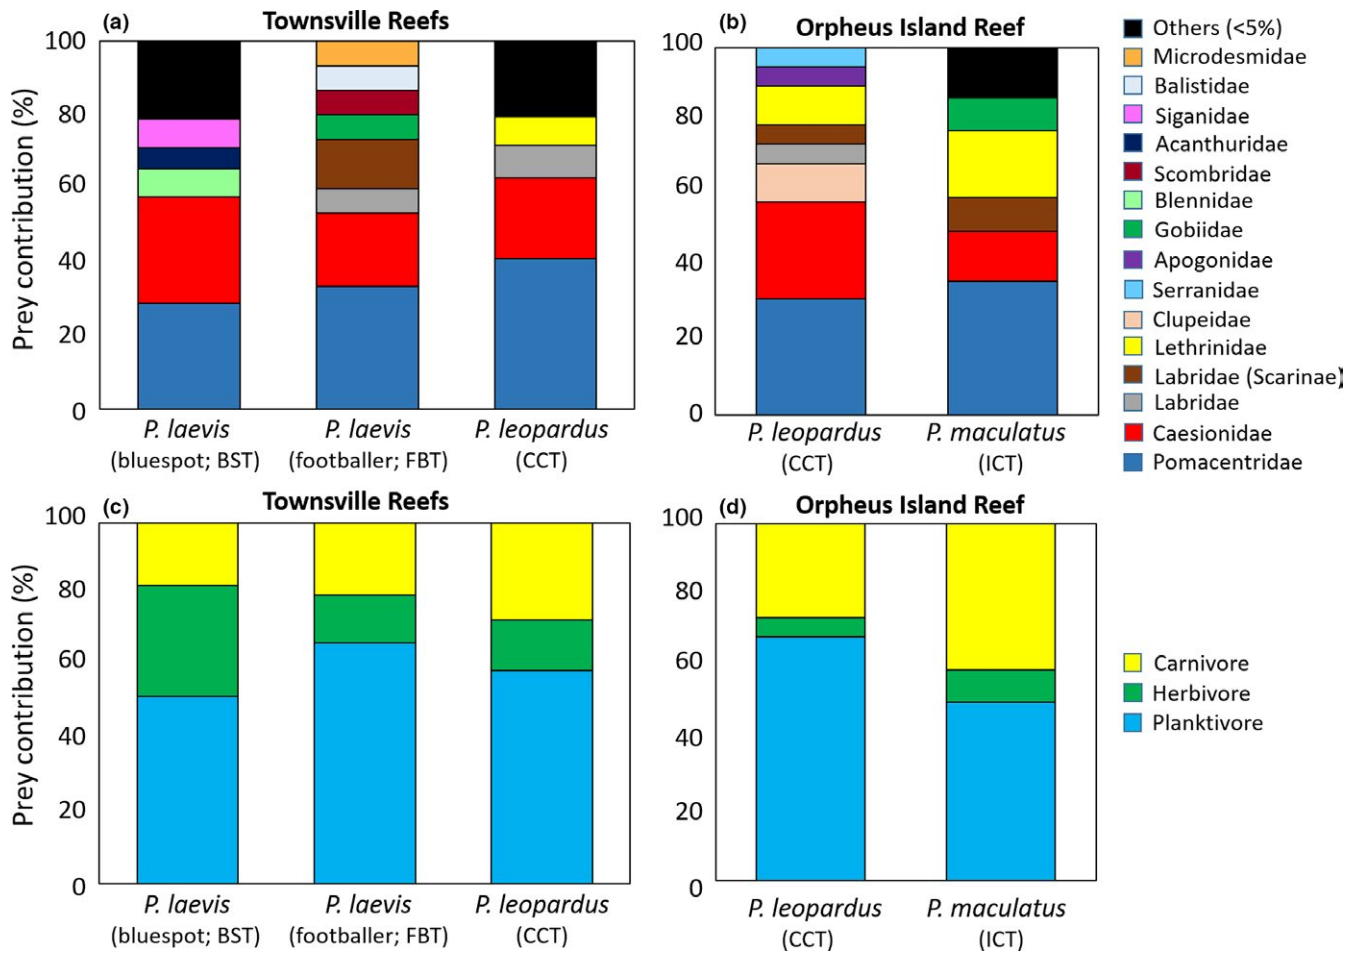 (a)
Townsville Reefs
Prey contribution (%)
100
80
60
40
20
0
P. laevis
(bluespot; BST)
P. laevis
(footballer; FBT)
P. leopardus
(CCT)
(b)
Orpheus Island Reef
100
80
60
40
20
0
P. leopardus
(CCT)
P. maculatus
(ICT)
Others (<5%)
Microdesmidae
Balistidae
Siganidae
Acanthuridae
Scombridae
Blennidae
Gobiidae
Apogonidae
Serranidae
Clupeidae
Lethrinidae
Labridae (Scarinae)
Labridae
Caesionidae
Pomacentridae
(c)
Townsville Reefs
Prey contribution (%)
100
80
60
40
20
0
P. laevis
(bluespot; BST)
P. laevis
(footballer; FBT)
P. leopardus
(CCT)
(d)
Orpheus Island Reef
100
80
60
40
20
0
P. leopardus
(CCT)
P. maculatus
(ICT)
Carnivore
Herbivore
Planktivore